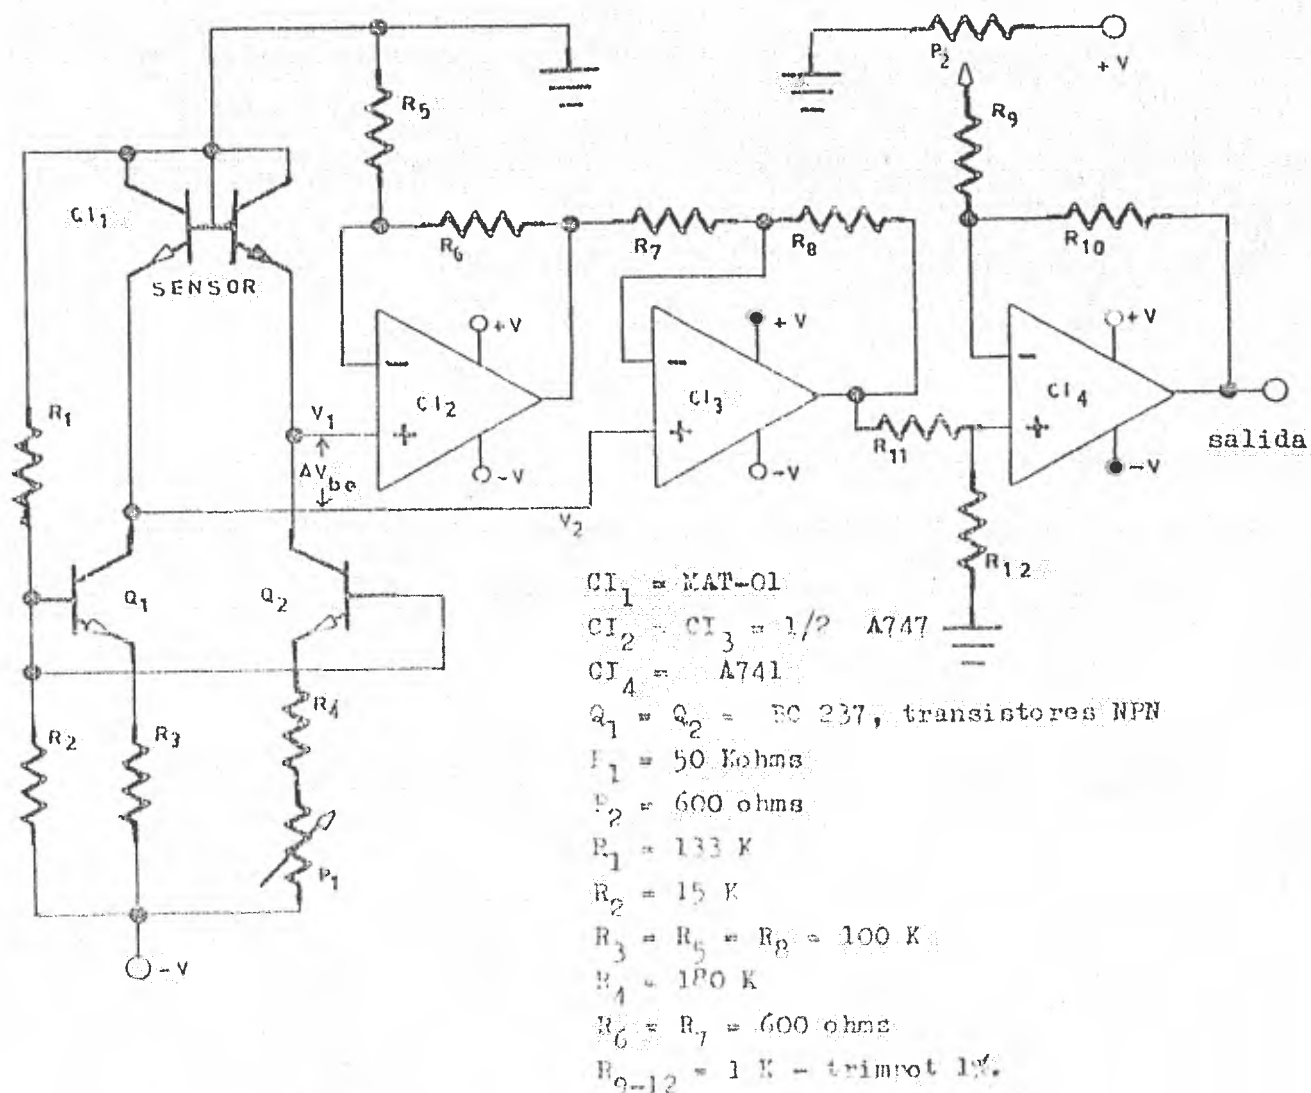 P2
+V
R5
R9
CI1
R6
R7
R8
R10
SENSOR
+V
+V
+V
R1
V1
ΔVbe
-
+
CI2
-
+
CI3
-
+
CI4
R11
salida
-V
-V
-V
V2
R12
Q1
Q2
R4
R2
R3
P1
-V
CI1 = MAT-01
CI2 - CI3 = 1/2 A747
CI4 = A741
Q1 = Q2 = BC 237, transistores NPN
P1 = 50 Kohms
P2 = 600 ohms
R1 = 133 K
R2 = 15 K
R3 = R5 = R8 = 100 K
R4 = 180 K
R6 = R7 = 600 ohms
R9-12 = 1 K - trimpot 1%.